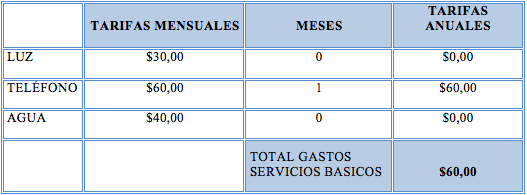 TARIFAS MENSUALES MESES TARIFAS ANUALES
LUZ $30,00 0 $0,00
TELÉFONO $60,00 1 $60,00
AGUA $40,00 0 $0,00
TOTAL GASTOS
SERVICIOS BASICOS $60,00